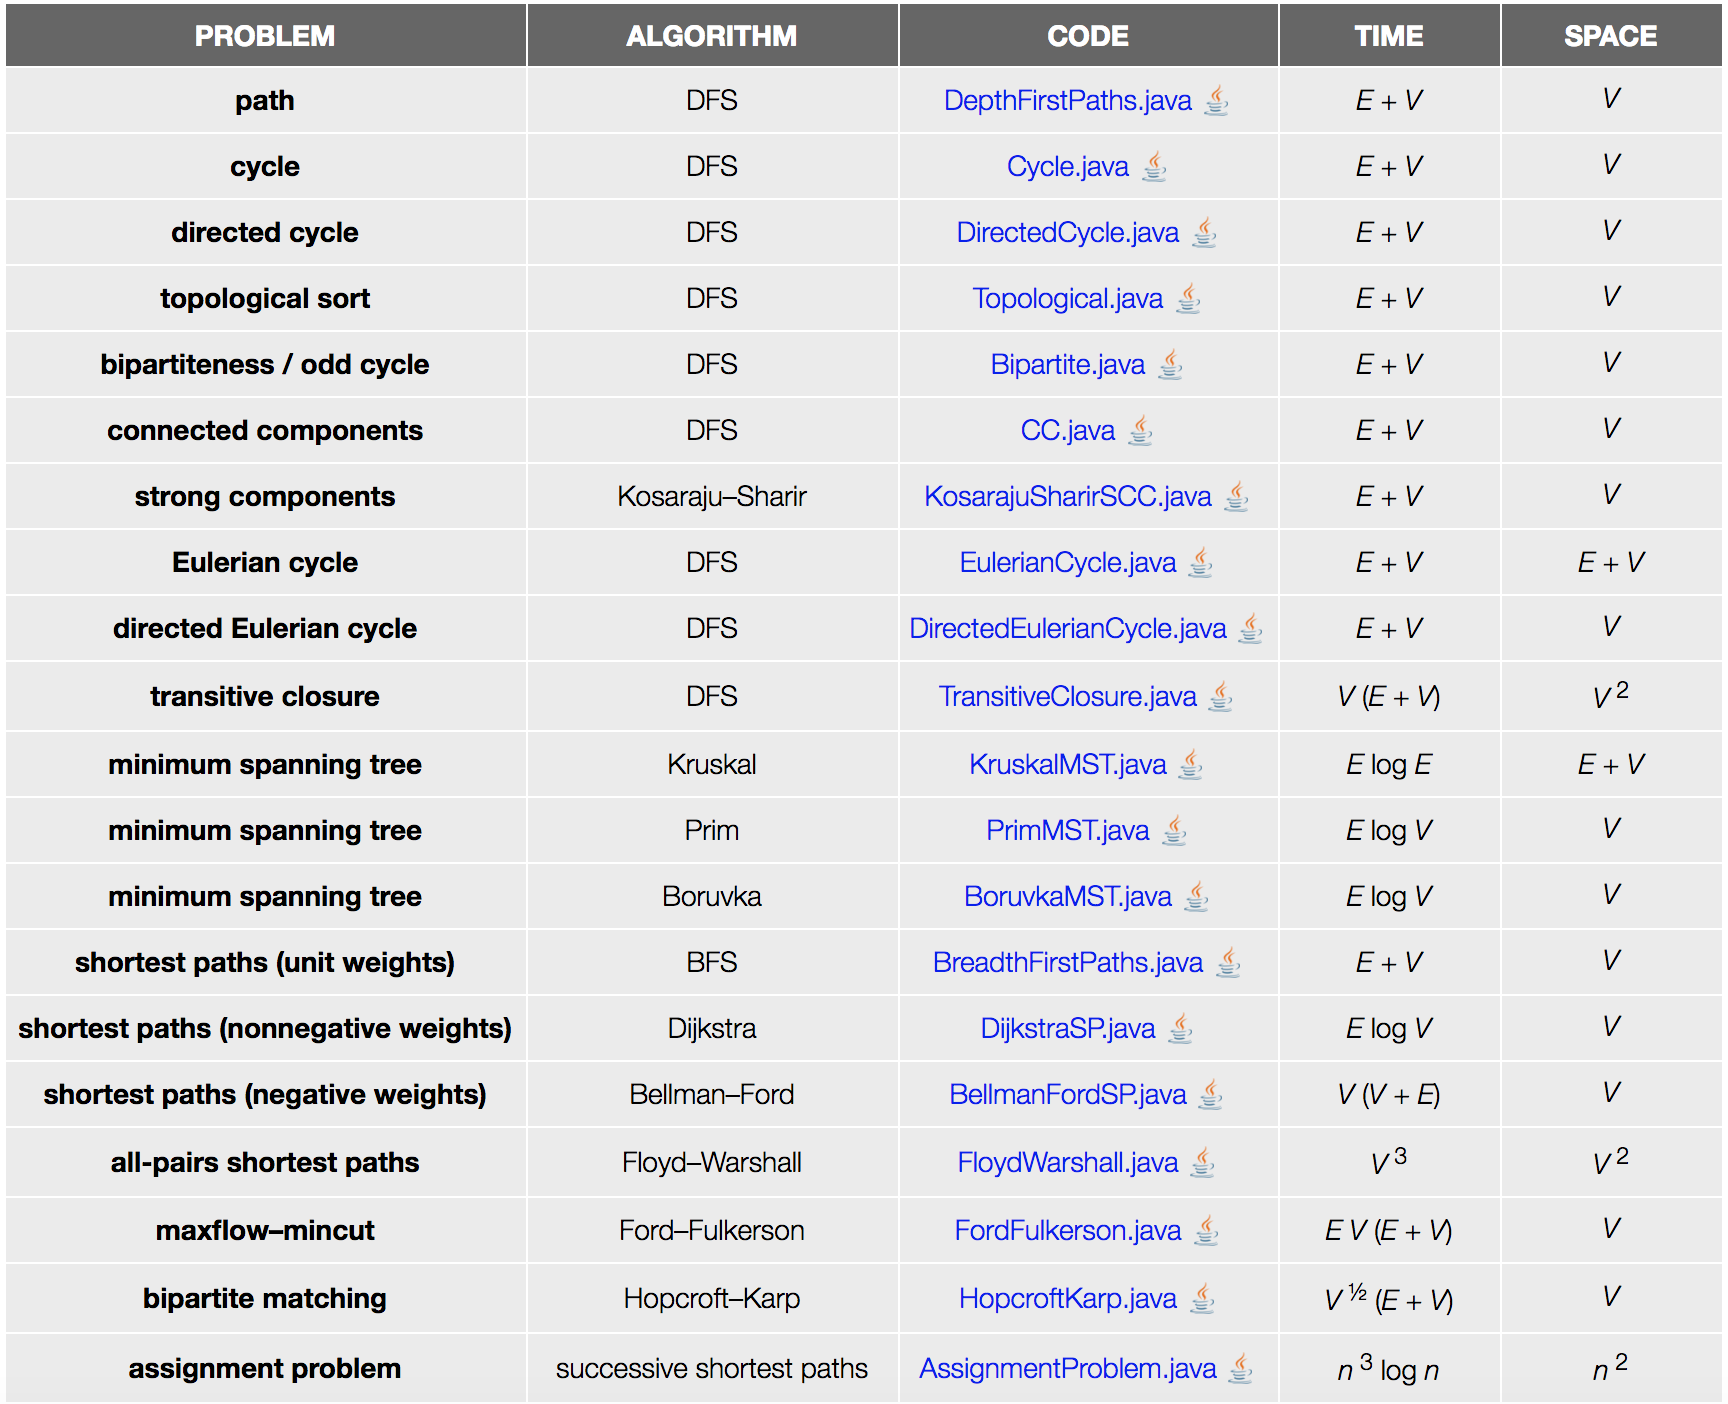 PROBLEM ALGORITHM CODE TIME SPACE
path DFS DepthFirstPaths.java E + V V
cycle DFS Cycle.java E + V V
directed cycle DFS DirectedCycle.java E + V V
topological sort DFS Topological.java E + V V
bipartiteness / odd cycle DFS Bipartite.java E + V V
connected components DFS CC.java E + V V
strong components Kosaraju–Sharir KosarajuSharirSCC.java E + V V
Eulerian cycle DFS EulerianCycle.java E + V E + V
directed Eulerian cycle DFS DirectedEulerianCycle.java E + V V
transitive closure DFS TransitiveClosure.java V (E + V) V ²
minimum spanning tree Kruskal KruskalMST.java E log E E + V
minimum spanning tree Prim PrimMST.java E log V V
minimum spanning tree Boruvka BoruvkaMST.java E log V V
shortest paths (unit weights) BFS BreadthFirstPaths.java E + V V
shortest paths (nonnegative weights) Dijkstra DijkstraSP.java E log V V
shortest paths (negative weights) Bellman–Ford BellmanFordSP.java V (V + E) V
all-pairs shortest paths Floyd–Warshall FloydWarshall.java V ³ V ²
maxflow–mincut Ford–Fulkerson FordFulkerson.java E V (E + V) V
bipartite matching Hopcroft–Karp HopcroftKarp.java V ½ (E + V) V
assignment problem successive shortest paths AssignmentProblem.java n ³ log n n ²